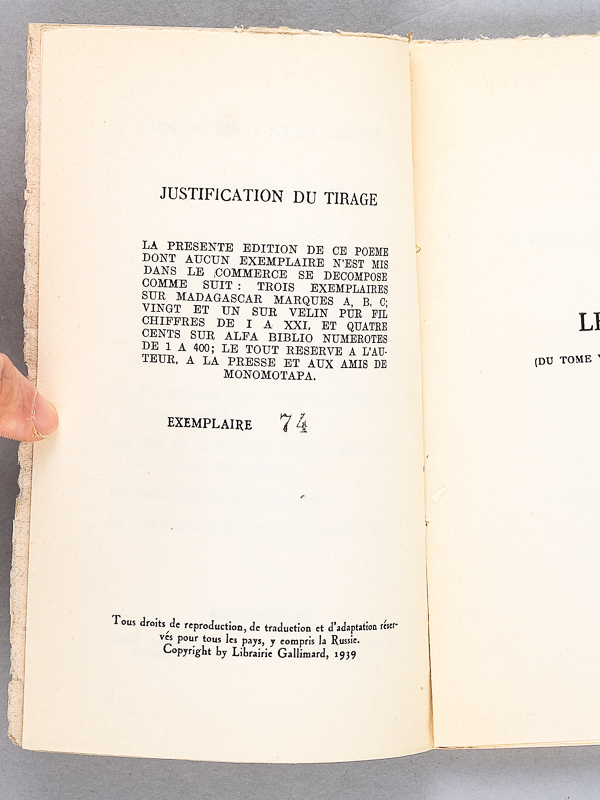 JUSTIFICATION DU TIRAGE
LA PRESENTE EDITION DE CE POEME
DONT AUCUN EXEMPLAIRE N'EST MIS
DANS LE COMMERCE SE DECOMPOSE
COMME SUIT : TROIS EXEMPLAIRES
SUR MADAGASCAR MARQUES A, B, C;
VINGT ET UN SUR VELIN PUR FIL
CHIFFRES DE I A XXI, ET QUATRE
CENTS SUR ALFA BIBLIO NUMEROTES
DE 1 A 400; LE TOUT RESERVE A L'AU-
TEUR, A LA PRESSE ET AUX AMIS DE
MONOMOTAPA.
EXEMPLAIRE 74
Tous droits de reproduction, de traduction et d'adaptation réser-
vés pour tous les pays, y compris la Russie.
Copyright by Librairie Gallimard, 1939
LE
(DU TOME V